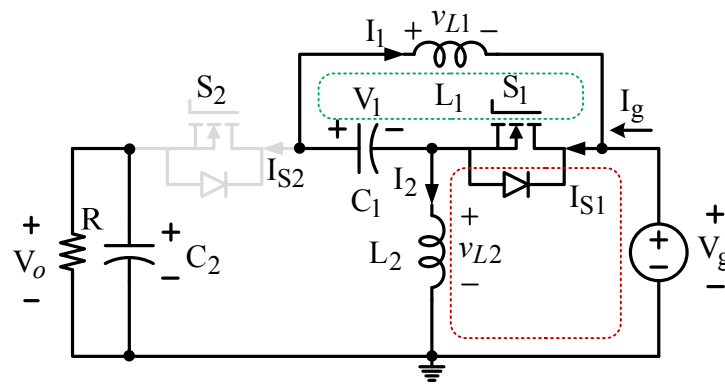 I1 + vL1 −
S2 L1 S1
V1 Ig
+ −
IS2 I2 IS1
C1
+ R + + +
Vo C2 L2 vL2 + Vg
− − − − −